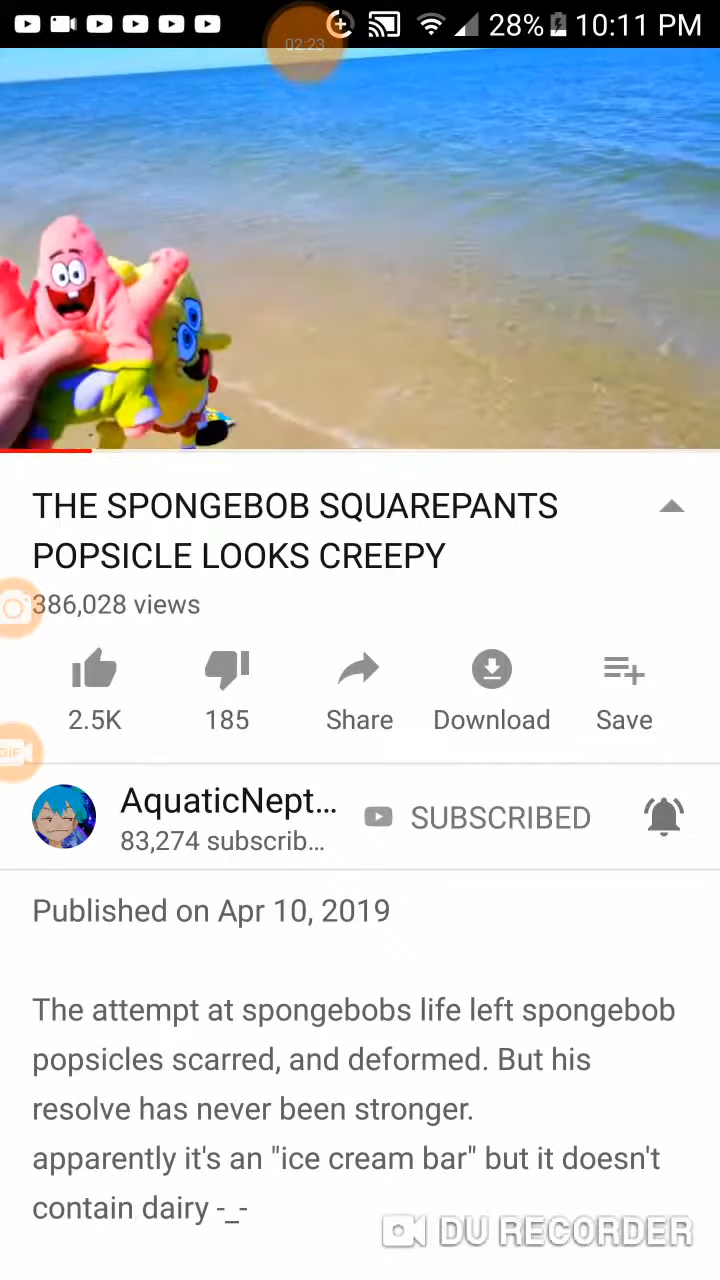 28% 10:11 PM
02:23
THE SPONGEBOB SQUAREPANTS
POPSICLE LOOKS CREEPY
386,028 views
2.5K 185 Share Download Save
AquaticNept... SUBSCRIBED
83,274 subscrib...
GIF
Published on Apr 10, 2019
The attempt at spongebobs life left spongebob
popsicles scarred, and deformed. But his
resolve has never been stronger.
apparently it's an "ice cream bar" but it doesn't
contain dairy -_-
DU RECORDER